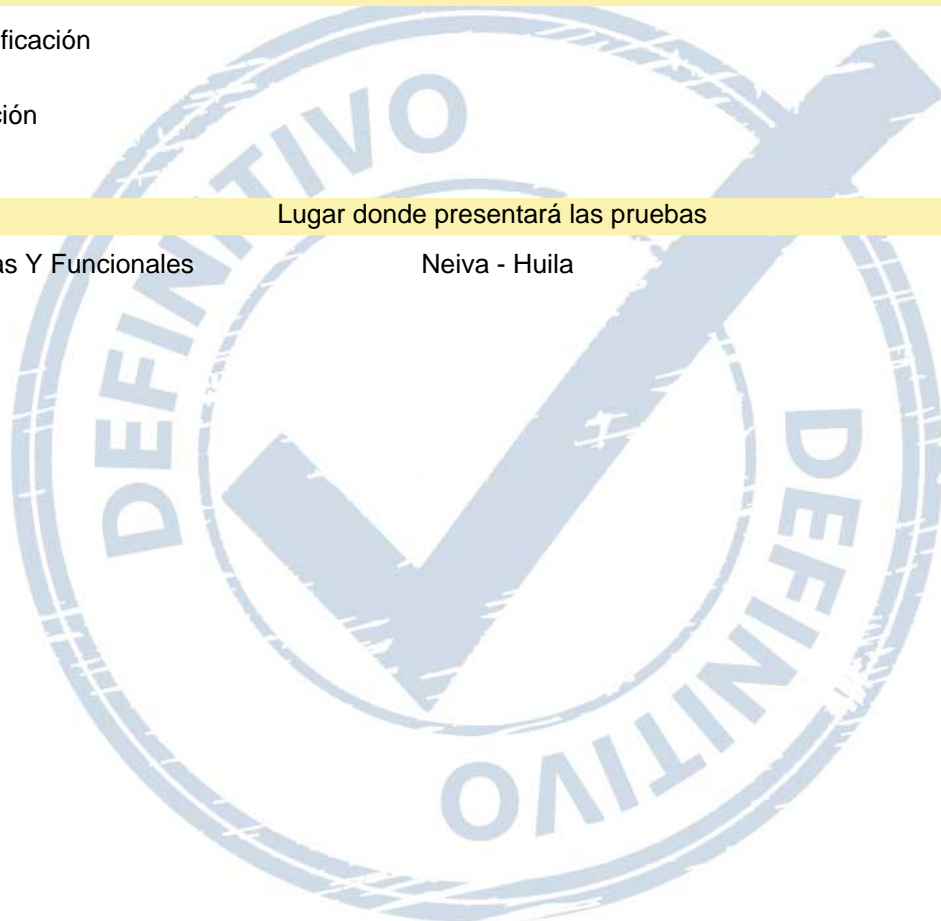 ficación
ción
Lugar donde presentará las pruebas
as Y Funcionales Neiva - Huila
DEFINITIVO
DEFINITIVO